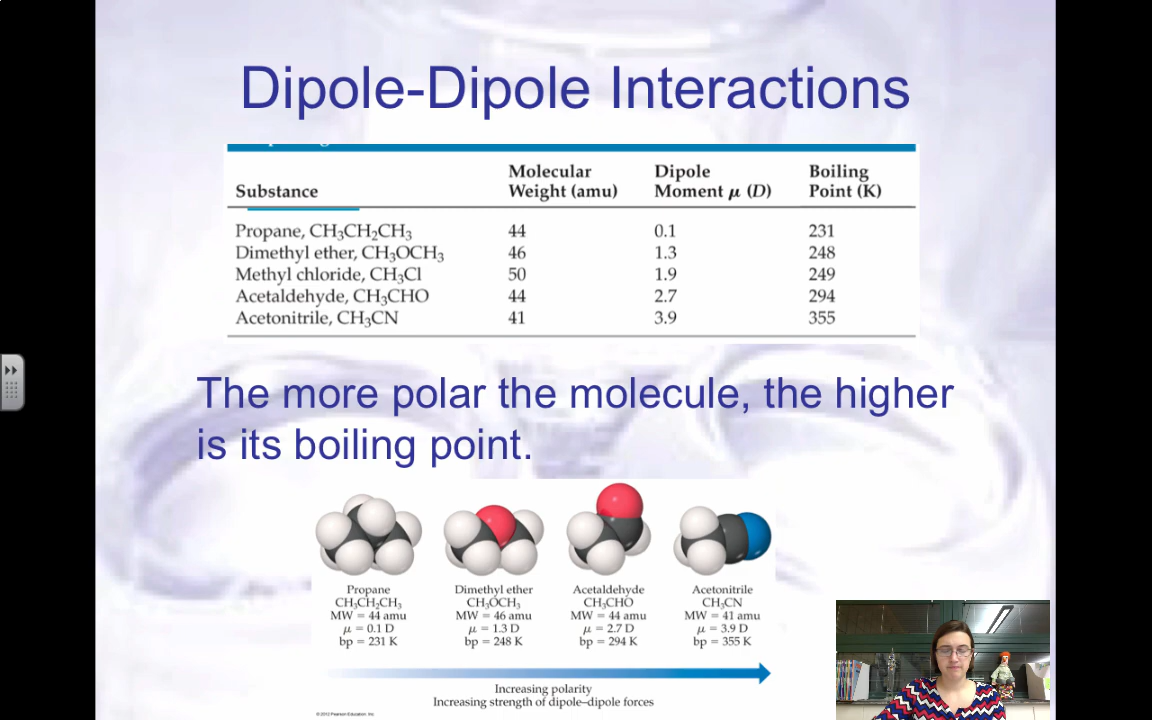 Dipole-Dipole Interactions
Substance Molecular Weight (amu) Dipole Moment μ (D) Boiling Point (K)
Propane, CH₃CH₂CH₃ 44 0.1 231
Dimethyl ether, CH₃OCH₃ 46 1.3 248
Methyl chloride, CH₃Cl 50 1.9 249
Acetaldehyde, CH₃CHO 44 2.7 294
Acetonitrile, CH₃CN 41 3.9 355
The more polar the molecule, the higher
is its boiling point.
Propane Dimethyl ether Acetaldehyde Acetonitrile
CH₃CH₂CH₃ CH₃OCH₃ CH₃CHO CH₃CN
MW = 44 amu MW = 46 amu MW = 44 amu MW = 41 amu
μ = 0.1 D μ = 1.3 D μ = 2.7 D μ = 3.9 D
bp = 231 K bp = 248 K bp = 294 K bp = 355 K
Increasing polarity
Increasing strength of dipole–dipole forces
© 2012 Pearson Education, Inc.